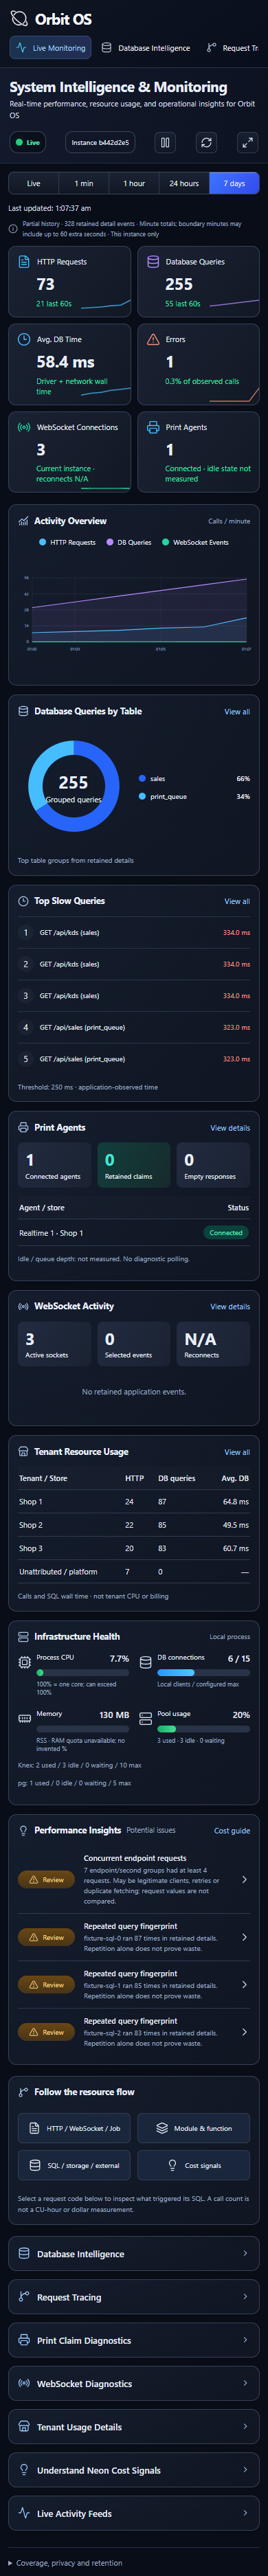 Orbit OS
Live Monitoring
Database Intelligence
Request Tra
System Intelligence & Monitoring
Real-time performance, resource usage, and operational insights for Orbit
OS
Live
Instance b442d2e5
Live
1 min
1 hour
24 hours
7 days
Last updated: 1:07:37 am
Partial history · 328 retained detail events · Minute totals; boundary minutes may
include up to 60 extra seconds · This instance only
HTTP Requests
73
21 last 60s
Database Queries
255
55 last 60s
Avg. DB Time
58.4 ms
Driver + network wall
time
Errors
1
0.3% of observed calls
WebSocket Connections
3
Current instance ·
reconnects N/A
Print Agents
1
Connected · idle state not
measured
Activity Overview
Calls / minute
HTTP Requests
DB Queries
WebSocket Events
Database Queries by Table
View all
255
Grouped queries
sales
66%
print_queue
34%
Top table groups from retained details
Top Slow Queries
View all
1
GET /api/kds (sales)
334.0 ms
2
GET /api/kds (sales)
334.0 ms
3
GET /api/kds (sales)
334.0 ms
4
GET /api/sales (print_queue)
323.0 ms
5
GET /api/sales (print_queue)
323.0 ms
Threshold: 250 ms · application-observed time
Print Agents
View details
1
Connected agents
0
Retained claims
0
Empty responses
Agent / store
Status
Realtime 1 · Shop 1
Connected
Idle / queue depth: not measured. No diagnostic polling.
WebSocket Activity
View details
3
Active sockets
0
Selected events
N/A
Reconnects
No retained application events.
Tenant Resource Usage
View all
Tenant / Store
HTTP
DB queries
Avg. DB
Shop 1
24
87
64.8 ms
Shop 2
22
85
49.5 ms
Shop 3
20
83
60.7 ms
Unattributed / platform
7
0
—
Calls and SQL wall time · not tenant CPU or billing
Infrastructure Health
Local process
Process CPU
7.7%
100% = one core; can exceed
100%
DB connections
6 / 15
Local clients / configured max
Memory
130 MB
RSS · RAM quota unavailable; no
invented %
Pool usage
20%
3 used · 3 idle · 0 waiting
Knex: 2 used / 3 idle / 0 waiting / 10 max
pg: 1 used / 0 idle / 0 waiting / 5 max
Performance Insights
Potential issues
Cost guide
Review
Concurrent endpoint requests
7 endpoint/second groups had at least 4
requests. May be legitimate clients, retries or
duplicate fetching; request values are not
compared.
Review
Repeated query fingerprint
fixture-sql-0 ran 87 times in retained details.
Repetition alone does not prove waste.
Review
Repeated query fingerprint
fixture-sql-1 ran 85 times in retained details.
Repetition alone does not prove waste.
Review
Repeated query fingerprint
fixture-sql-2 ran 83 times in retained details.
Repetition alone does not prove waste.
Follow the resource flow
HTTP / WebSocket / Job
Module & function
SQL / storage / external
Cost signals
Select a request code below to inspect what triggered its SQL. A call count is
not a CU-hour or dollar measurement.
Database Intelligence
Request Tracing
Print Claim Diagnostics
WebSocket Diagnostics
Tenant Usage Details
Understand Neon Cost Signals
Live Activity Feeds
Coverage, privacy and retention